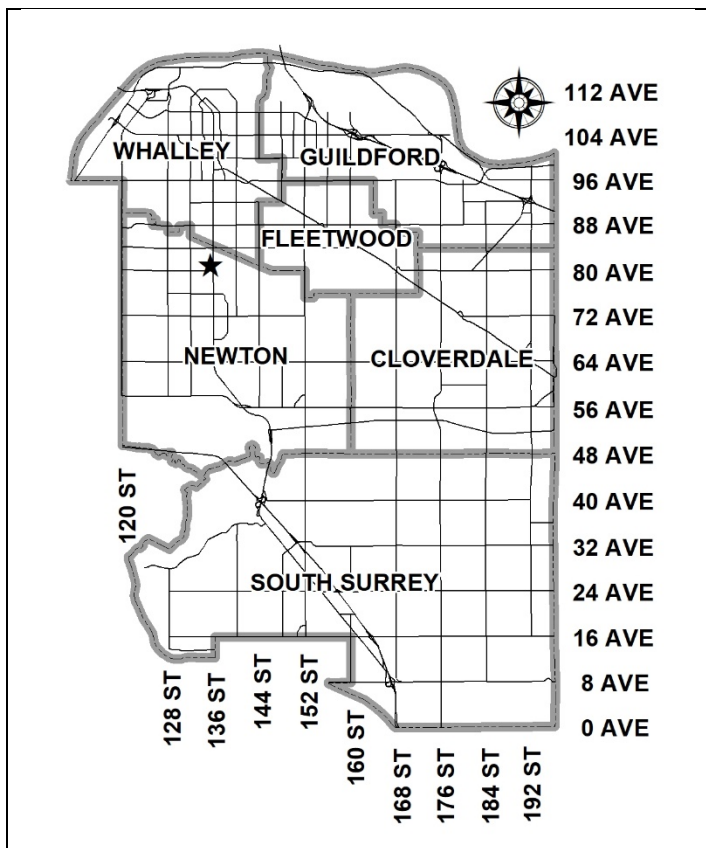 112 AVE
104 AVE
WHALLEY
GUILDFORD
96 AVE
88 AVE
FLEETWOOD
80 AVE
72 AVE
NEWTON
CLOVERDALE
64 AVE
56 AVE
48 AVE
120 ST
40 AVE
32 AVE
SOUTH SURREY
24 AVE
16 AVE
128 ST
136 ST
144 ST
152 ST
160 ST
8 AVE
0 AVE
168 ST
176 ST
184 ST
192 ST